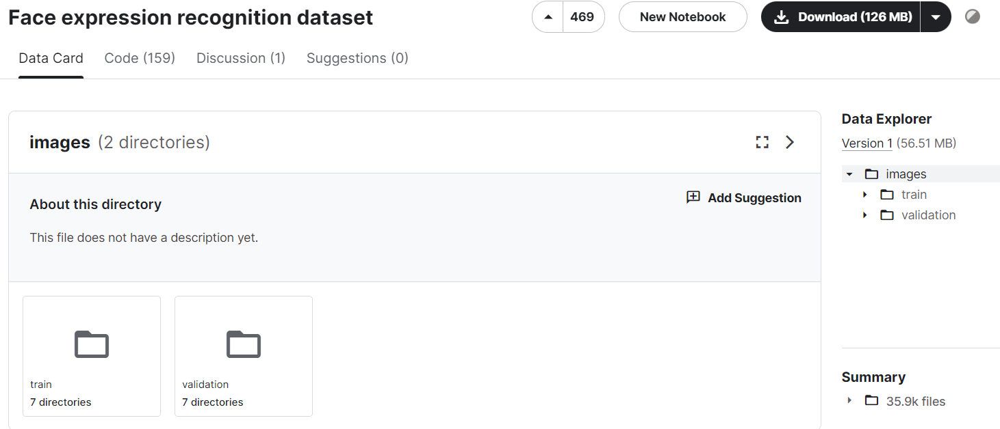 Face expression recognition dataset
469
New Notebook
Download (126 MB)
Data Card
Code (159)
Discussion (1)
Suggestions (0)
images (2 directories)
About this directory
Add Suggestion
This file does not have a description yet.
train
7 directories
validation
7 directories
Data Explorer
Version 1 (56.51 MB)
images
train
validation
Summary
35.9k files